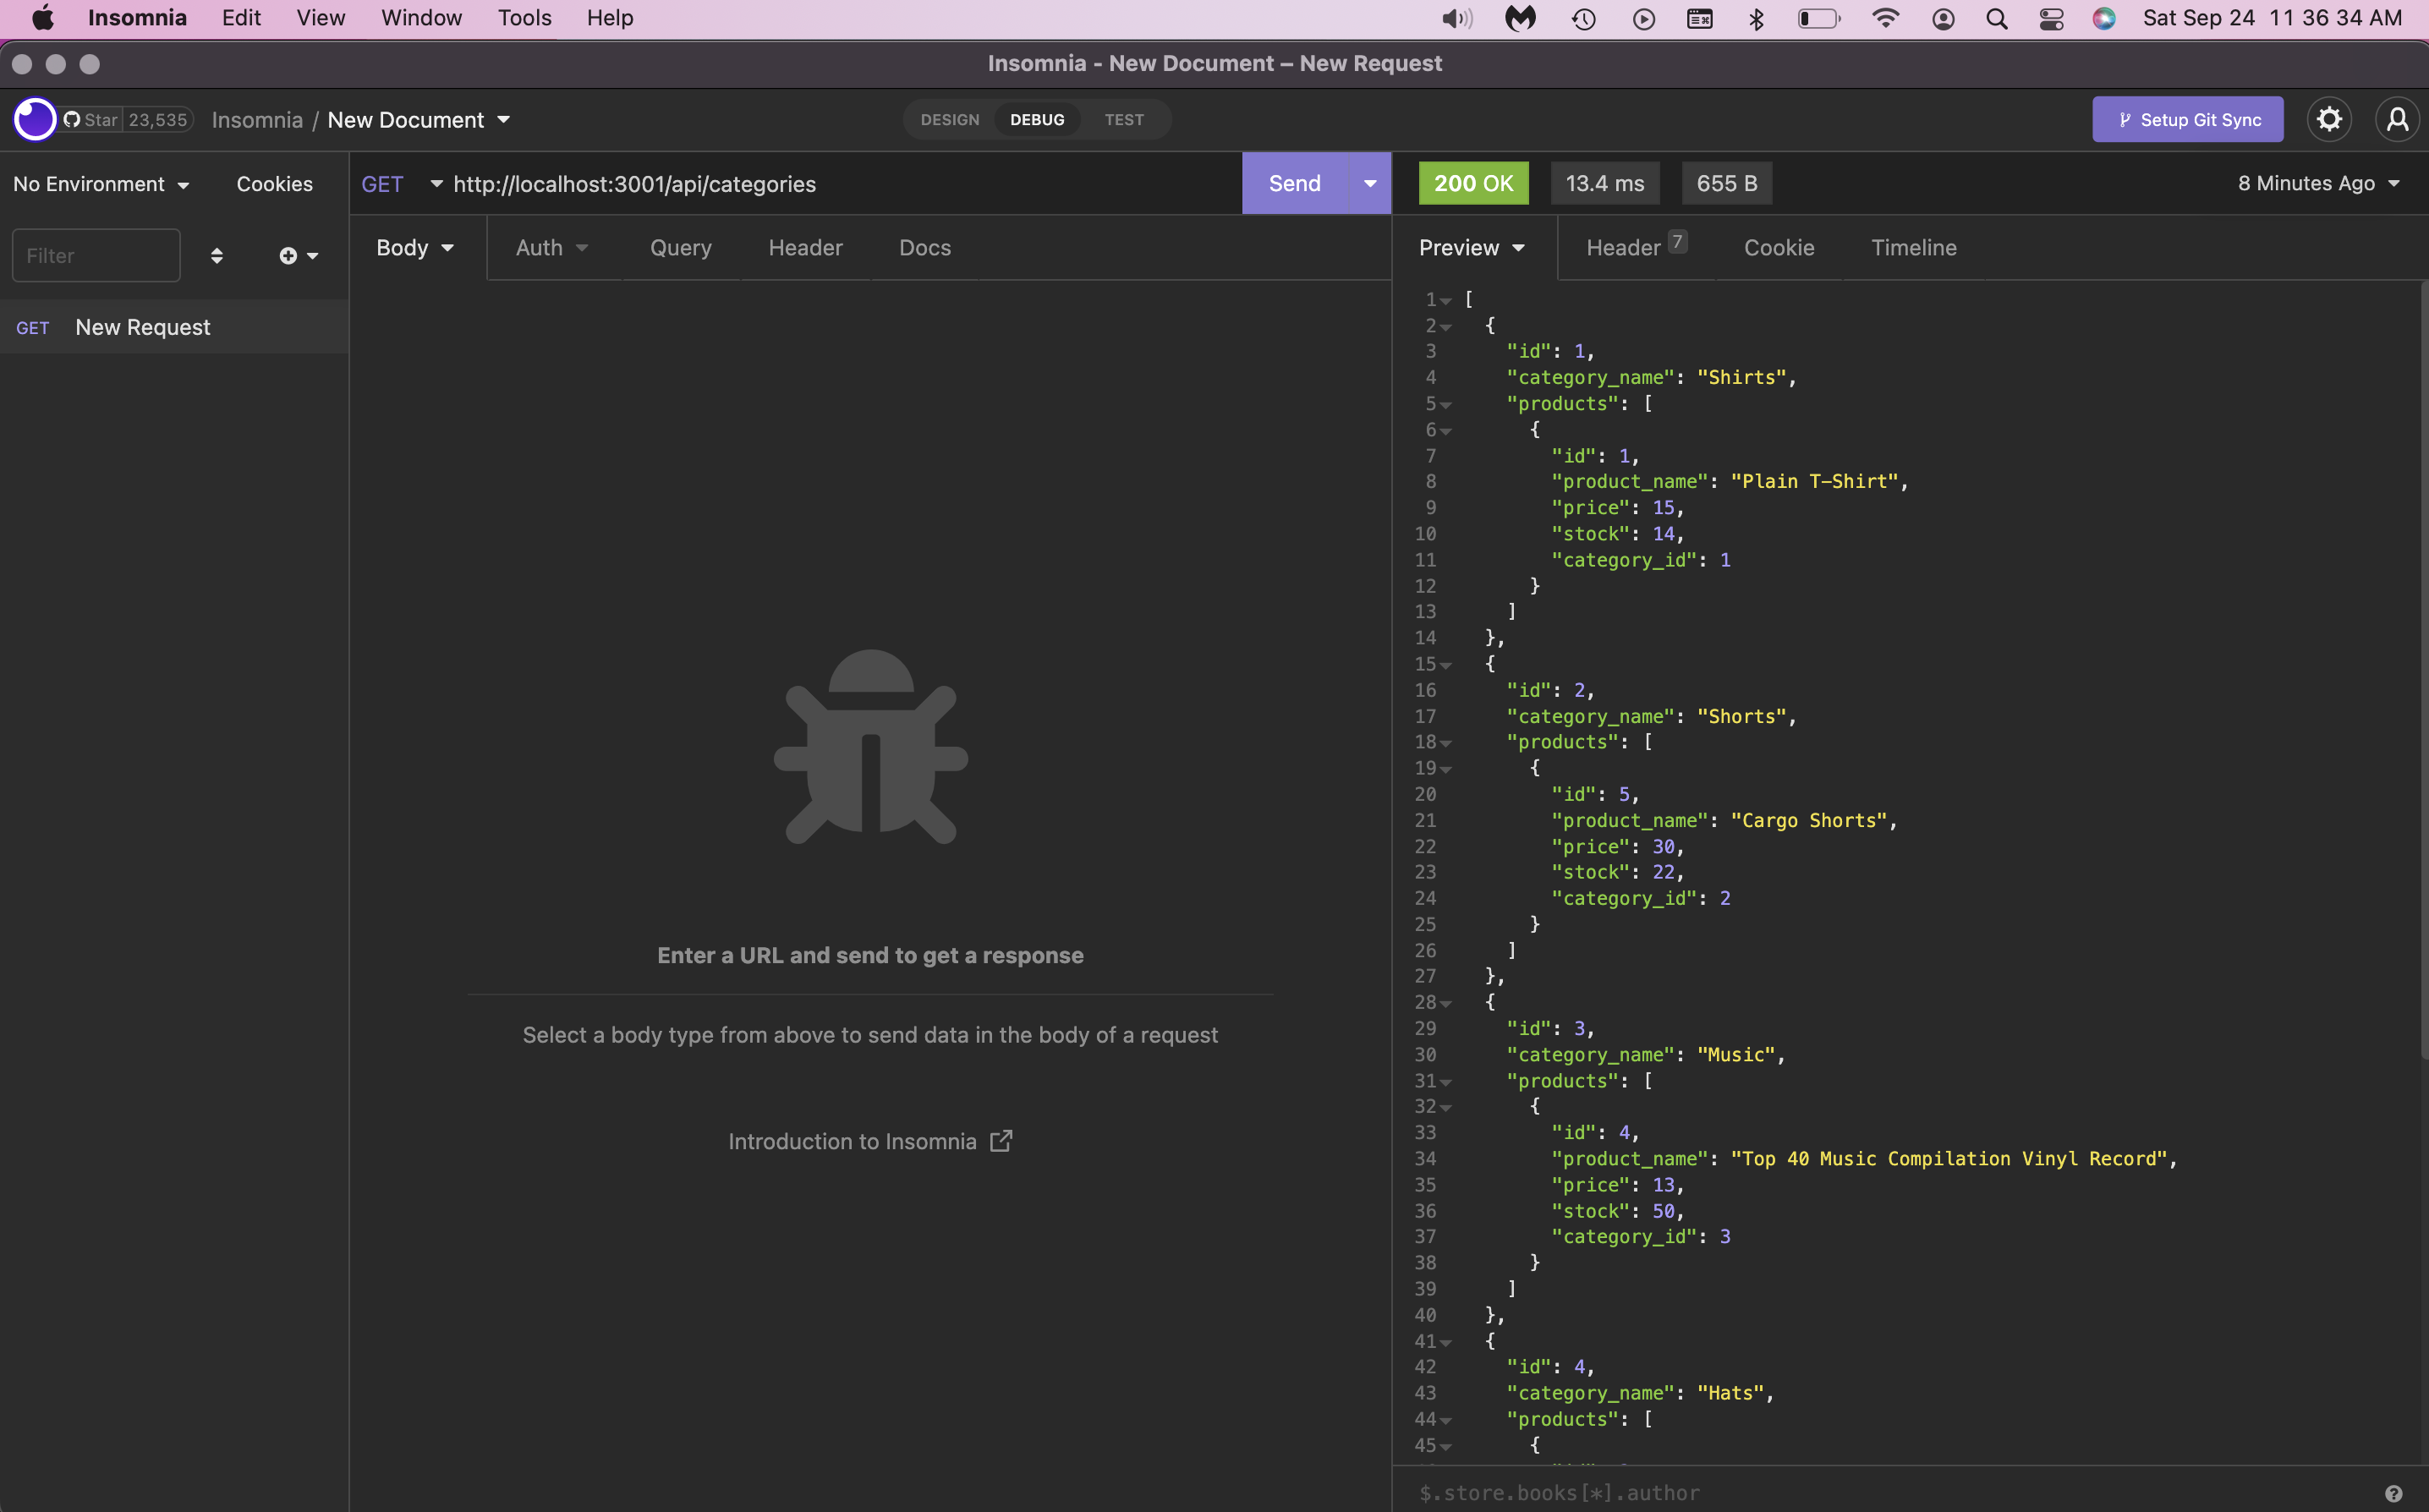 Insomnia Edit View Window Tools Help Sat Sep 24 11 36 34 AM
Insomnia - New Document – New Request
Star 23,535 Insomnia / New Document DESIGN DEBUG TEST Setup Git Sync
No Environment Cookies GET http://localhost:3001/api/categories Send 200 OK 13.4 ms 655 B 8 Minutes Ago
Filter Body Auth Query Header Docs Preview Header 7 Cookie Timeline
GET New Request
Enter a URL and send to get a response
Select a body type from above to send data in the body of a request
Introduction to Insomnia
1 [
2 {
3 "id": 1,
4 "category_name": "Shirts",
5 "products": [
6 {
7 "id": 1,
8 "product_name": "Plain T-Shirt",
9 "price": 15,
10 "stock": 14,
11 "category_id": 1
12 }
13 ]
14 },
15 {
16 "id": 2,
17 "category_name": "Shorts",
18 "products": [
19 {
20 "id": 5,
21 "product_name": "Cargo Shorts",
22 "price": 30,
23 "stock": 22,
24 "category_id": 2
25 }
26 ]
27 },
28 {
29 "id": 3,
30 "category_name": "Music",
31 "products": [
32 {
33 "id": 4,
34 "product_name": "Top 40 Music Compilation Vinyl Record",
35 "price": 13,
36 "stock": 50,
37 "category_id": 3
38 }
39 ]
40 },
41 {
42 "id": 4,
43 "category_name": "Hats",
44 "products": [
45 {
$.store.books[*].author